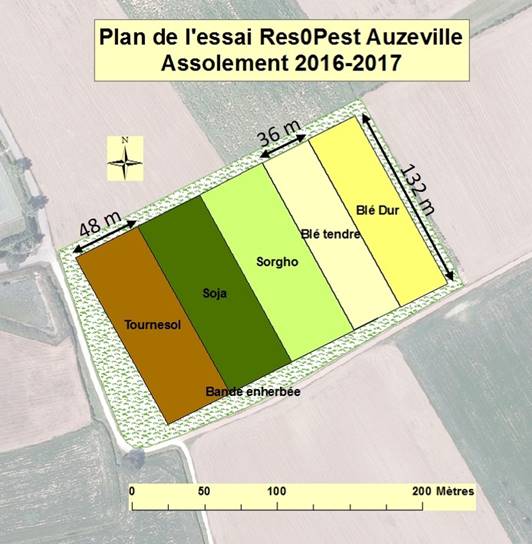 Plan de l'essai Res0Pest Auzeville
Assolement 2016-2017
N
36 m
48 m
132 m
Blé Dur
Blé tendre
Sorgho
Soja
Tournesol
Bande enherbée
0 50 100 200 Mètres